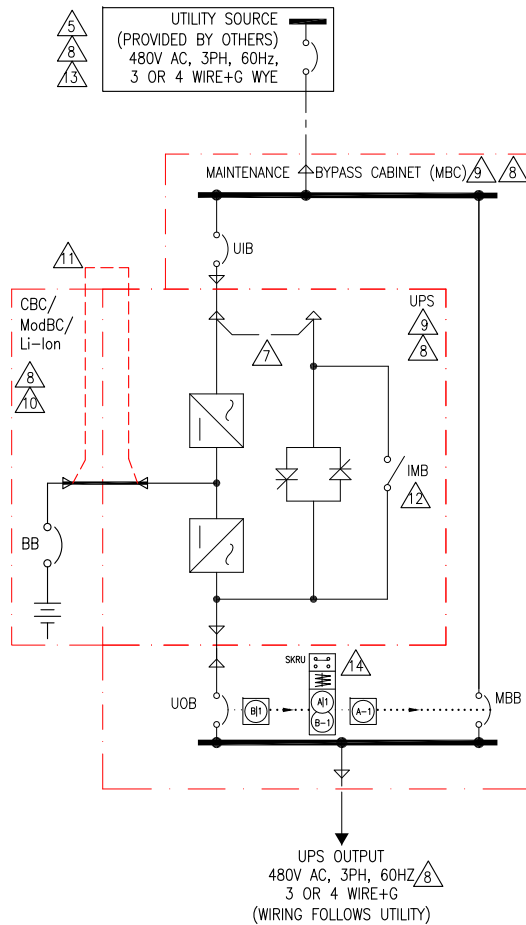 5
8
13
UTILITY SOURCE
(PROVIDED BY OTHERS)
480V AC, 3PH, 60Hz,
3 OR 4 WIRE+G WYE
MAINTENANCE BYPASS CABINET (MBC) 9 8
UIB
11
CBC/
ModBC/
Li-Ion
8
10
UPS
9
8
7
IMB
12
BB
SKRU
14
UOB
B|1
A|1
B-1
A-1
MBB
UPS OUTPUT
480V AC, 3PH, 60HZ 8
3 OR 4 WIRE+G
(WIRING FOLLOWS UTILITY)